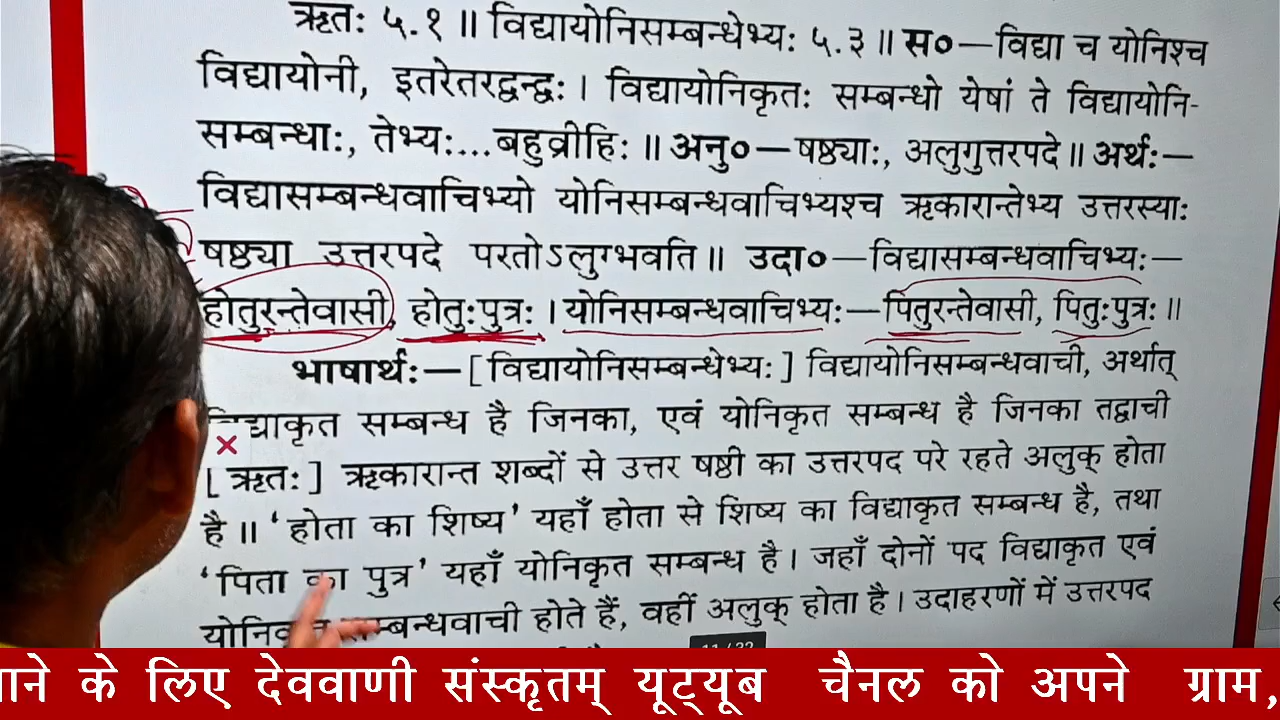 ऋतः ५.१ ॥ विद्यायोनिसम्बन्धेभ्यः ५.३ ॥ स०—विद्या च योनिश्च
विद्यायोनी, इतरेतरद्वन्द्वः । विद्यायोनिकृतः सम्बन्धो येषां ते विद्यायोनि-
सम्बन्धाः, तेभ्यः...बहुव्रीहिः ॥ अनु०—षष्ठ्याः, अलुगुत्तरपदे ॥ अर्थः—
विद्यासम्बन्धवाचिभ्यो योनिसम्बन्धवाचिभ्यश्च ऋकारान्तेभ्य उत्तरस्याः
षष्ठ्या उत्तरपदे परतोऽलुग्भवति ॥ उदा०—विद्यासम्बन्धवाचिभ्यः—
होतुरन्तेवासी, होतुःपुत्रः । योनिसम्बन्धवाचिभ्यः—पितुरन्तेवासी, पितुःपुत्रः ॥
भाषार्थः—[विद्यायोनिसम्बन्धेभ्यः] विद्यायोनिसम्बन्धवाची, अर्थात्
विद्याकृत सम्बन्ध है जिनका, एवं योनिकृत सम्बन्ध है जिनका तद्वाची
[ऋतः] ऋकारान्त शब्दों से उत्तर षष्ठी का उत्तरपद परे रहते अलुक् होता
है ॥ 'होता का शिष्य' यहाँ होता से शिष्य का विद्याकृत सम्बन्ध है, तथा
'पिता का पुत्र' यहाँ योनिकृत सम्बन्ध है । जहाँ दोनों पद विद्याकृत एवं
योनिकृत सम्बन्धवाची होते हैं, वहीं अलुक् होता है । उदाहरणों में उत्तरपद
ाने के लिए देववाणी संस्कृतम् यूट्यूब चैनल को अपने ग्राम,